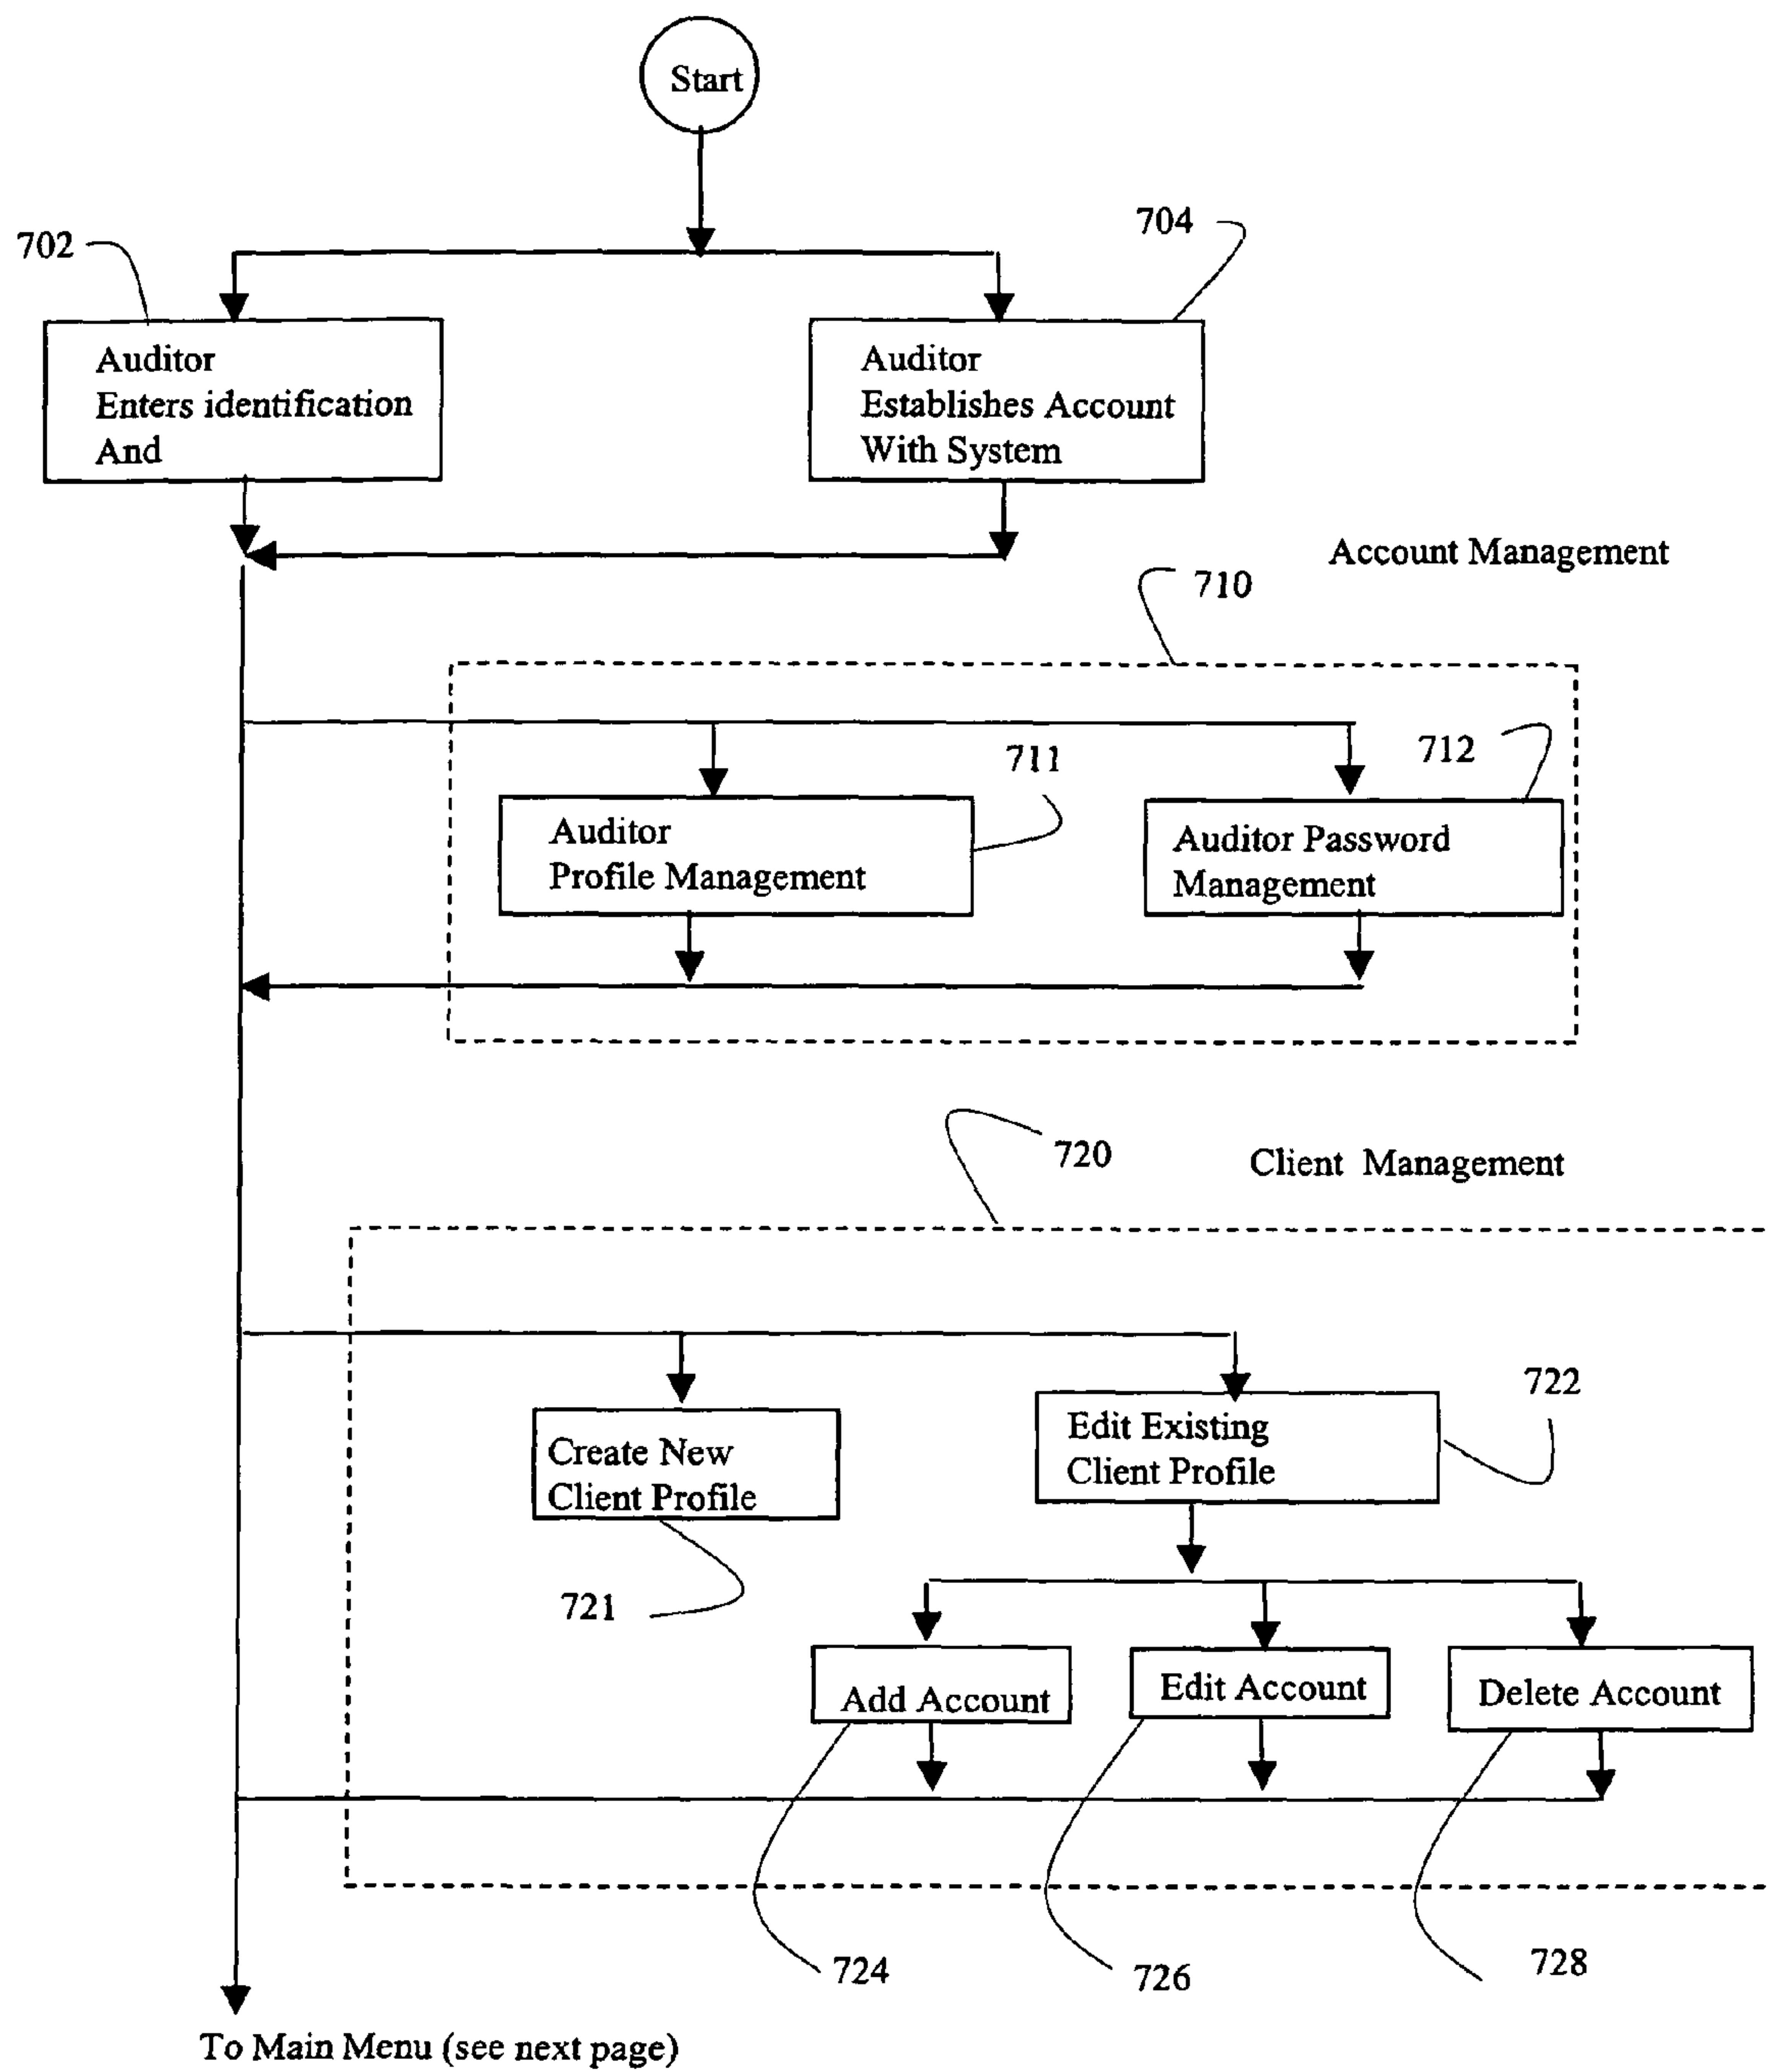 Start
702
704
Auditor
Enters identification
And
Auditor
Establishes Account
With System
Account Management
710
711
712
Auditor
Profile Management
Auditor Password
Management
720
Client Management
722
Create New
Client Profile
Edit Existing
Client Profile
721
Add Account
Edit Account
Delete Account
724
726
728
To Main Menu (see next page)